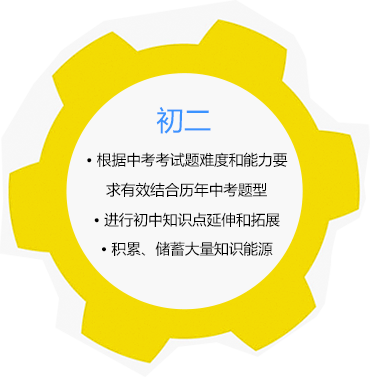 初二
• 根据中考考试题难度和能力要
求有效结合历年中考题型
• 进行初中知识点延伸和拓展
• 积累、储蓄大量知识能源